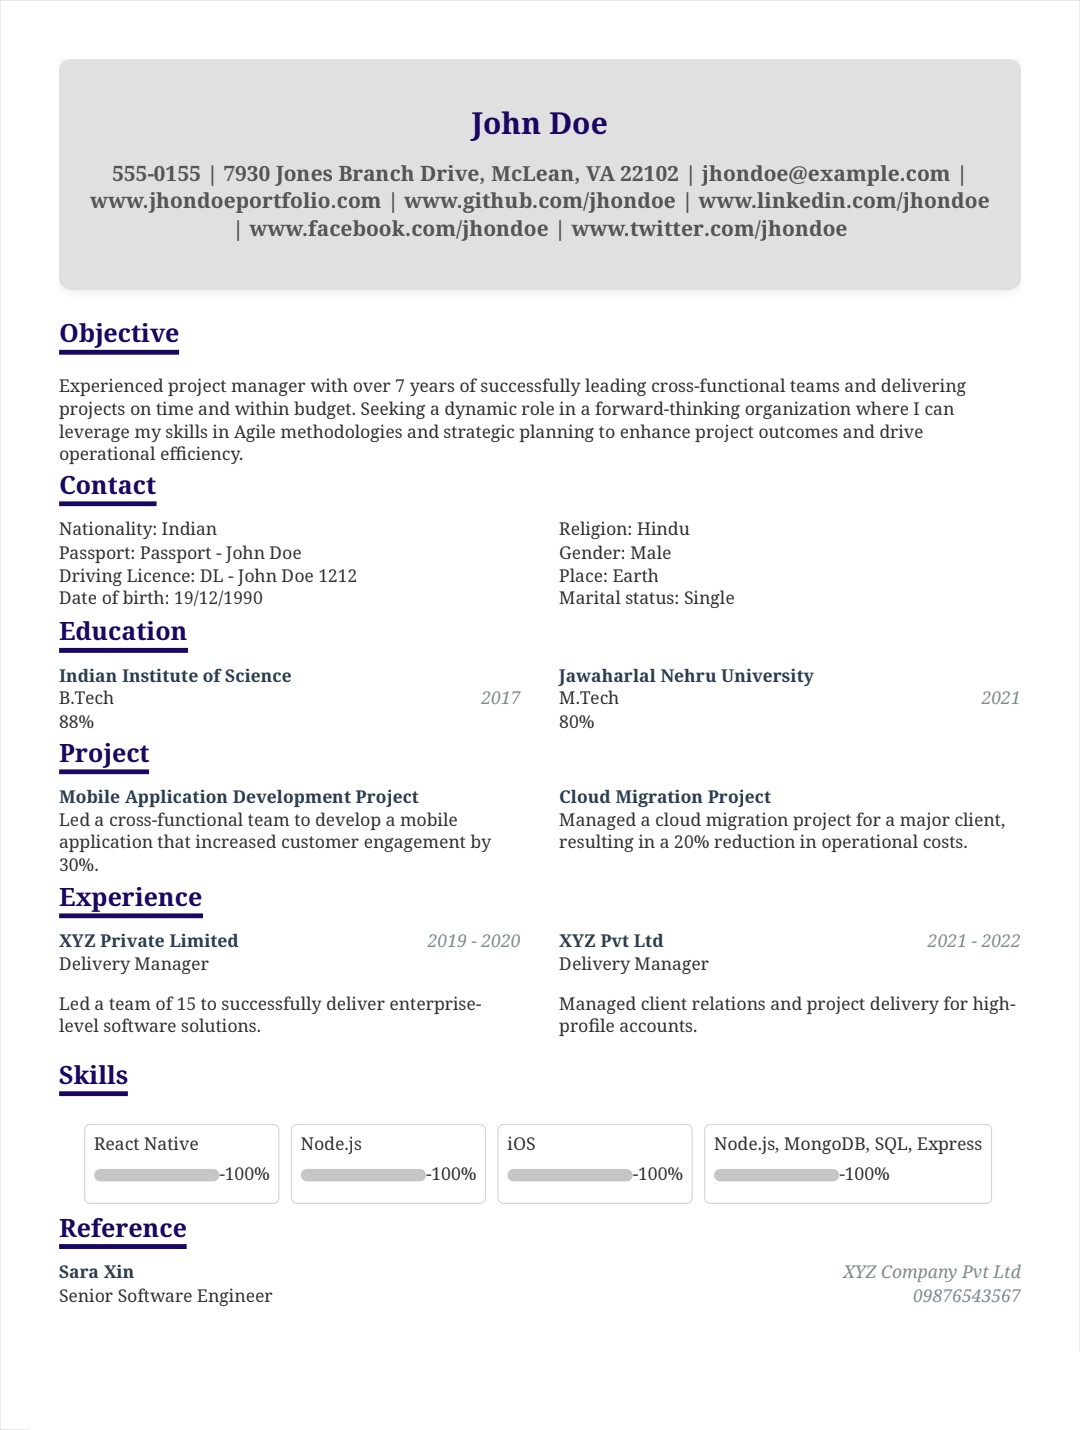 John Doe
555-0155 | 7930 Jones Branch Drive, McLean, VA 22102 | jhondoe@example.com |
www.jhondoeportfolio.com | www.github.com/jhondoe | www.linkedin.com/jhondoe
| www.facebook.com/jhondoe | www.twitter.com/jhondoe
Objective
Experienced project manager with over 7 years of successfully leading cross-functional teams and delivering
projects on time and within budget. Seeking a dynamic role in a forward-thinking organization where I can
leverage my skills in Agile methodologies and strategic planning to enhance project outcomes and drive
operational efficiency.
Contact
Nationality: Indian
Passport: Passport - John Doe
Driving Licence: DL - John Doe 1212
Date of birth: 19/12/1990
Religion: Hindu
Gender: Male
Place: Earth
Marital status: Single
Education
Indian Institute of Science
B.Tech 2017
88%
Jawaharlal Nehru University
M.Tech 2021
80%
Project
Mobile Application Development Project
Led a cross-functional team to develop a mobile
application that increased customer engagement by
30%.
Cloud Migration Project
Managed a cloud migration project for a major client,
resulting in a 20% reduction in operational costs.
Experience
XYZ Private Limited 2019 - 2020
Delivery Manager
Led a team of 15 to successfully deliver enterprise-
level software solutions.
XYZ Pvt Ltd 2021 - 2022
Delivery Manager
Managed client relations and project delivery for high-
profile accounts.
Skills
React Native
-100%
Node.js
-100%
iOS
-100%
Node.js, MongoDB, SQL, Express
-100%
Reference
Sara Xin XYZ Company Pvt Ltd
Senior Software Engineer 09876543567